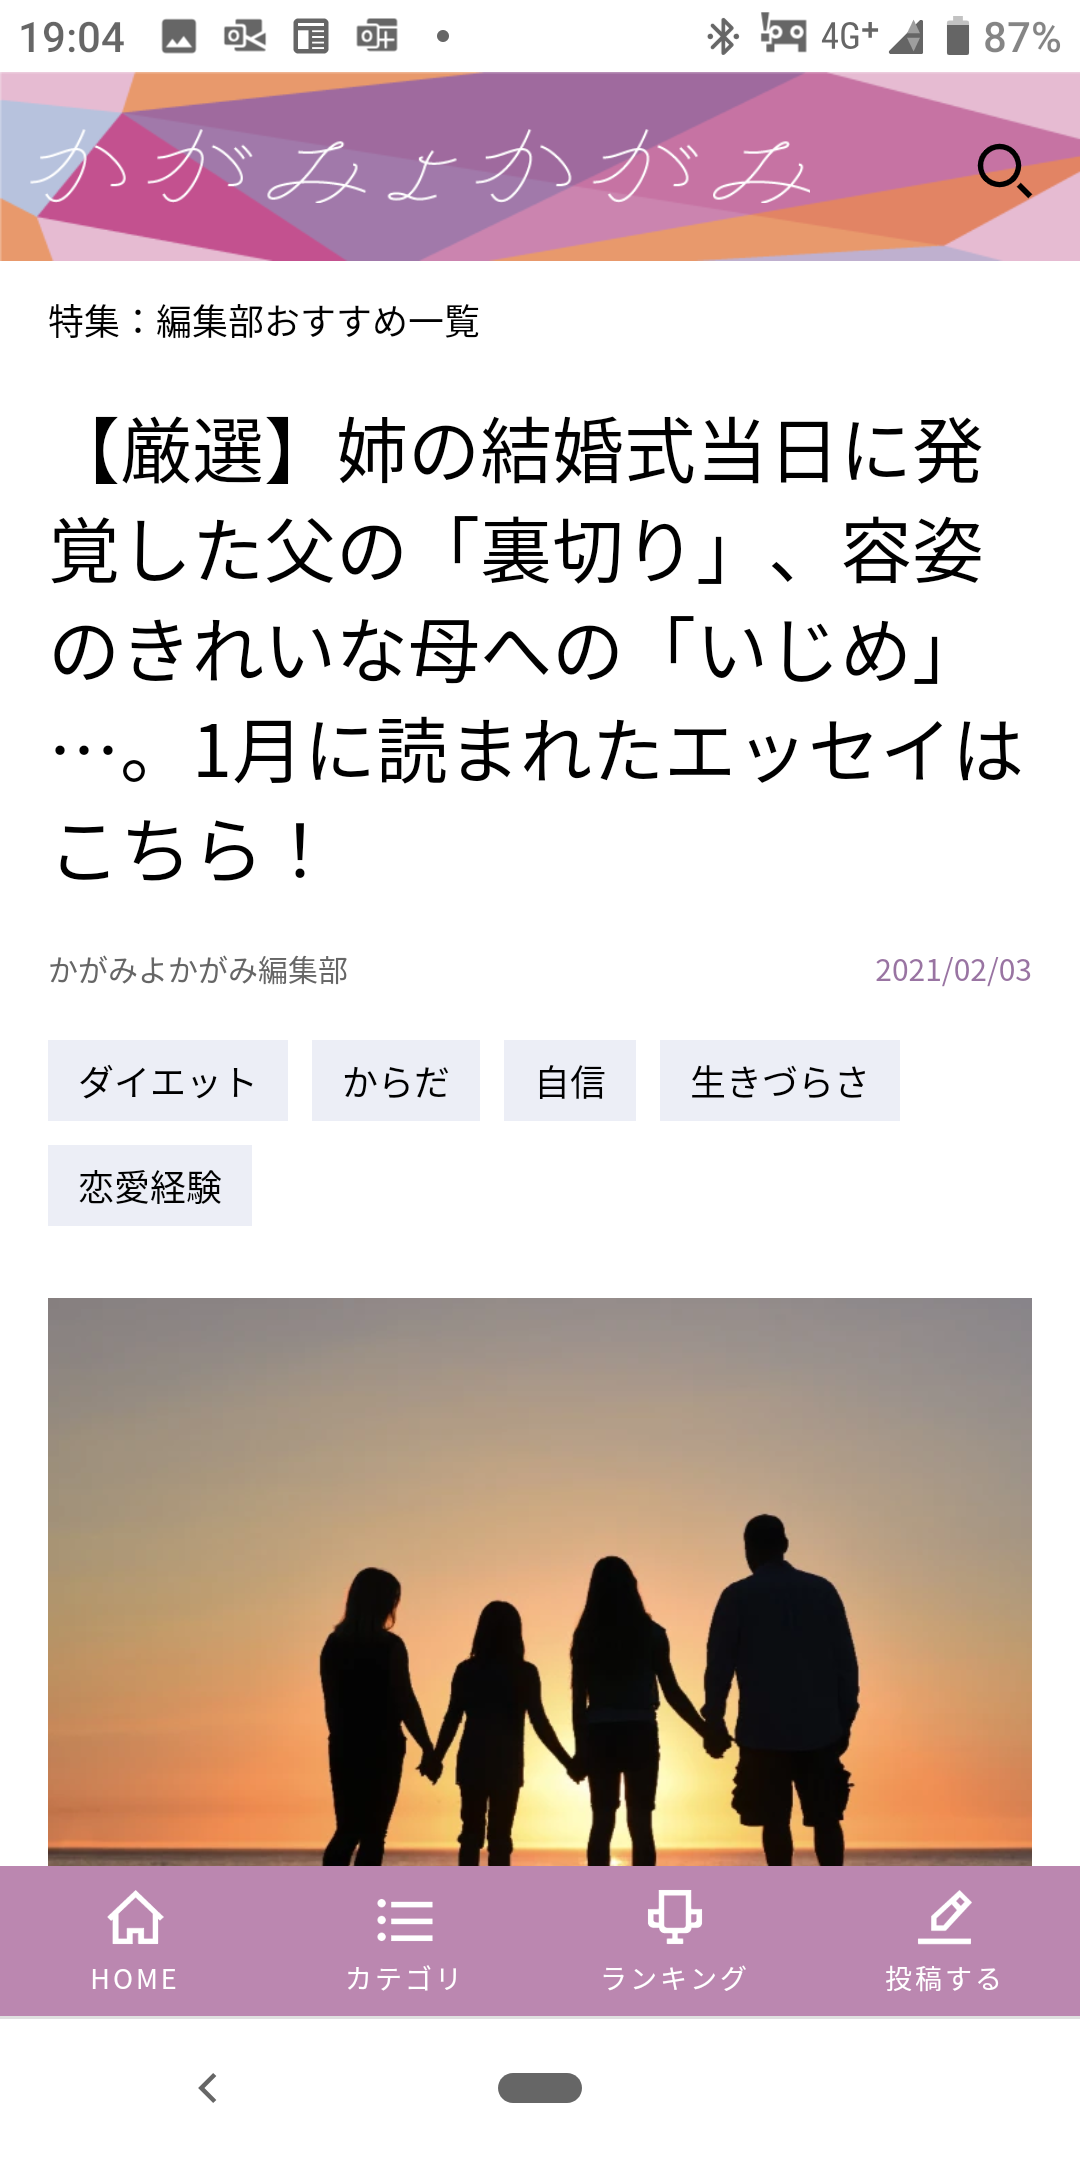 19:04
4G+
87%
かがみよかがみ
特集：編集部おすすめ一覧
【厳選】姉の結婚式当日に発
覚した父の「裏切り」、容姿
のきれいな母への「いじめ」
…。1月に読まれたエッセイは
こちら！
かがみよかがみ編集部
2021/02/03
ダイエット
からだ
自信
生きづらさ
恋愛経験
HOME
カテゴリ
ランキング
投稿する